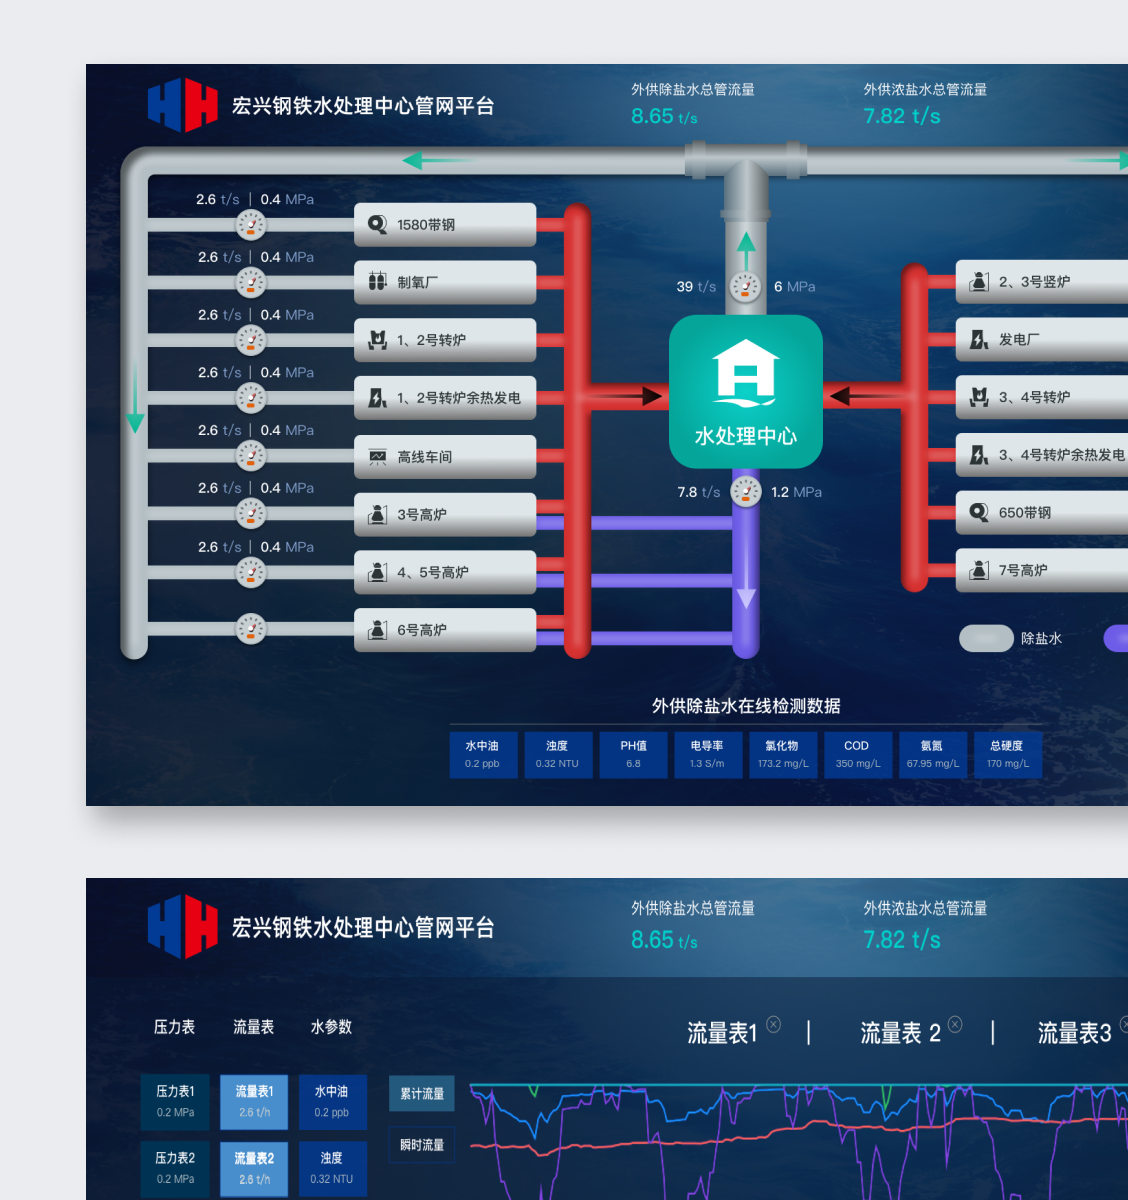 宏兴钢铁水处理中心管网平台
外供除盐水总管流量
8.65 t/s
外供浓盐水总管流量
7.82 t/s
2.6 t/s | 0.4 MPa
1580带钢
2.6 t/s | 0.4 MPa
制氧厂
2.6 t/s | 0.4 MPa
1、2号转炉
2.6 t/s | 0.4 MPa
1、2号转炉余热发电
2.6 t/s | 0.4 MPa
高线车间
2.6 t/s | 0.4 MPa
3号高炉
2.6 t/s | 0.4 MPa
4、5号高炉
6号高炉
39 t/s 6 MPa
水处理中心
7.8 t/s 1.2 MPa
2、3号竖炉
发电厂
3、4号转炉
3、4号转炉余热发电
650带钢
7号高炉
除盐水
外供除盐水在线检测数据
水中油 浊度 PH值 电导率 氯化物 COD 氨氮 总硬度
0.2 ppb 0.32 NTU 6.8 1.3 S/m 173.2 mg/L 350 mg/L 67.95 mg/L 170 mg/L
宏兴钢铁水处理中心管网平台
外供除盐水总管流量
8.65 t/s
外供浓盐水总管流量
7.82 t/s
压力表 流量表 水参数
流量表1 | 流量表 2 | 流量表3
压力表1 流量表1 水中油
0.2 MPa 2.6 t/h 0.2 ppb
累计流量
瞬时流量
压力表2 流量表2 浊度
0.2 MPa 2.6 t/h 0.32 NTU